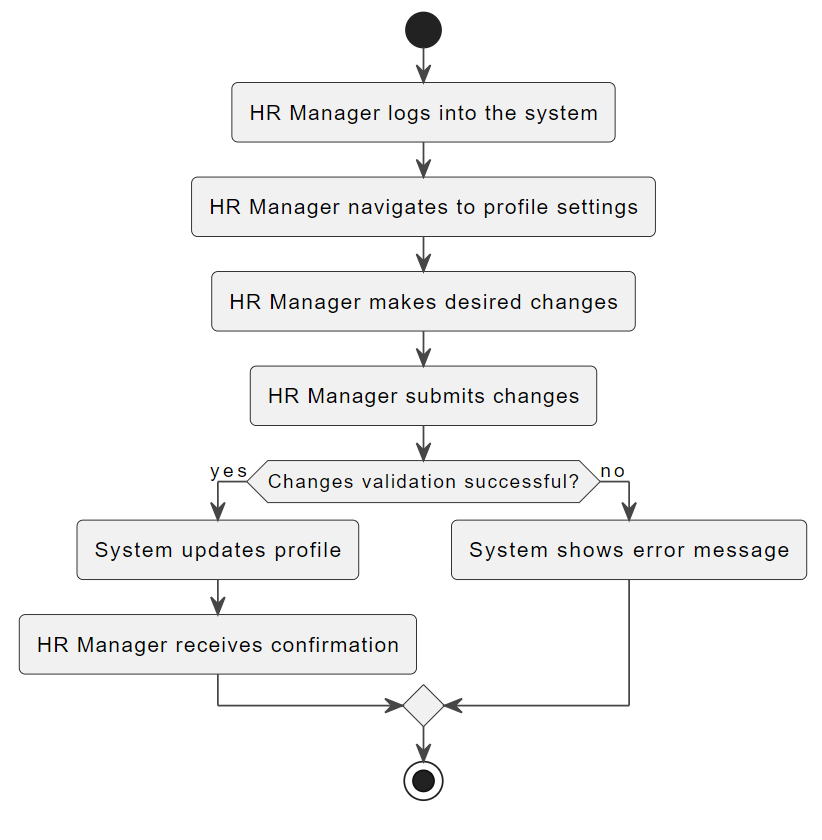 HR Manager logs into the system
HR Manager navigates to profile settings
HR Manager makes desired changes
HR Manager submits changes
yes
Changes validation successful?
no
System updates profile
System shows error message
HR Manager receives confirmation